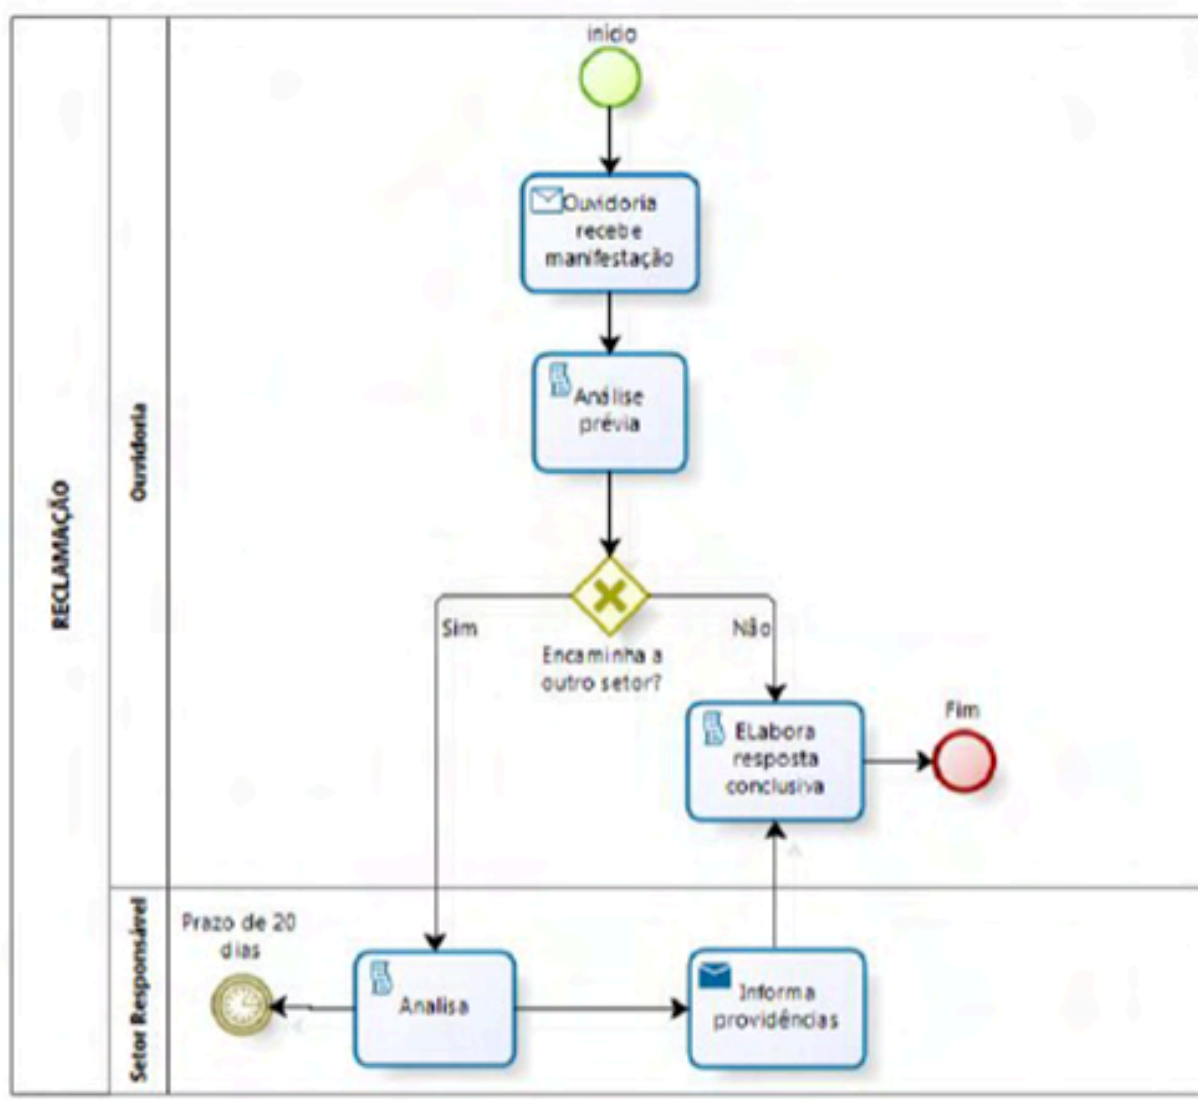 RECLAMAÇÃO
Ouvidoria
início
Ouvidoria
recebe
manifestação
Análise
prévia
Encaminha a
outro setor?
Sim
Não
ELabora
resposta
conclusiva
Fim
Setor Responsável
Prazo de 20
dias
Analisa
Informa
providências